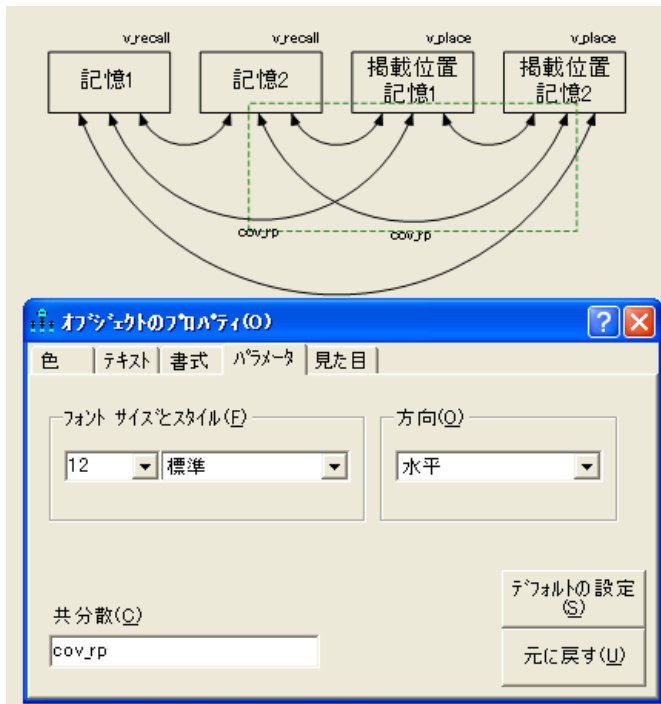 v_recall
v_recall
v_place
v_place
記憶1
記憶2
掲載位置
記憶1
掲載位置
記憶2
cov_rp
cov_rp
オブジェクトのプロパティ(O)
色
テキスト
書式
パラメータ
見た目
フォント サイズとスタイル(F)
方向(O)
12
標準
水平
デフォルトの設定
(S)
共分散(C)
cov_rp
元に戻す(U)